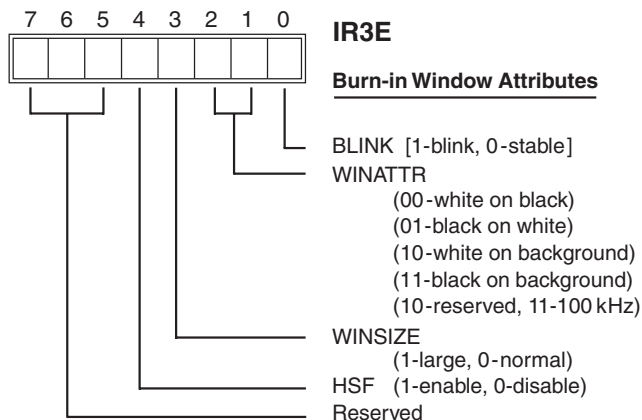 7 6 5 4 3 2 1 0
IR3E
Burn-in Window Attributes
BLINK [1-blink, 0-stable]
WINATTR
(00-white on black)
(01-black on white)
(10-white on background)
(11-black on background)
(10-reserved, 11-100 kHz)
WINSIZE
(1-large, 0-normal)
HSF (1-enable, 0-disable)
Reserved